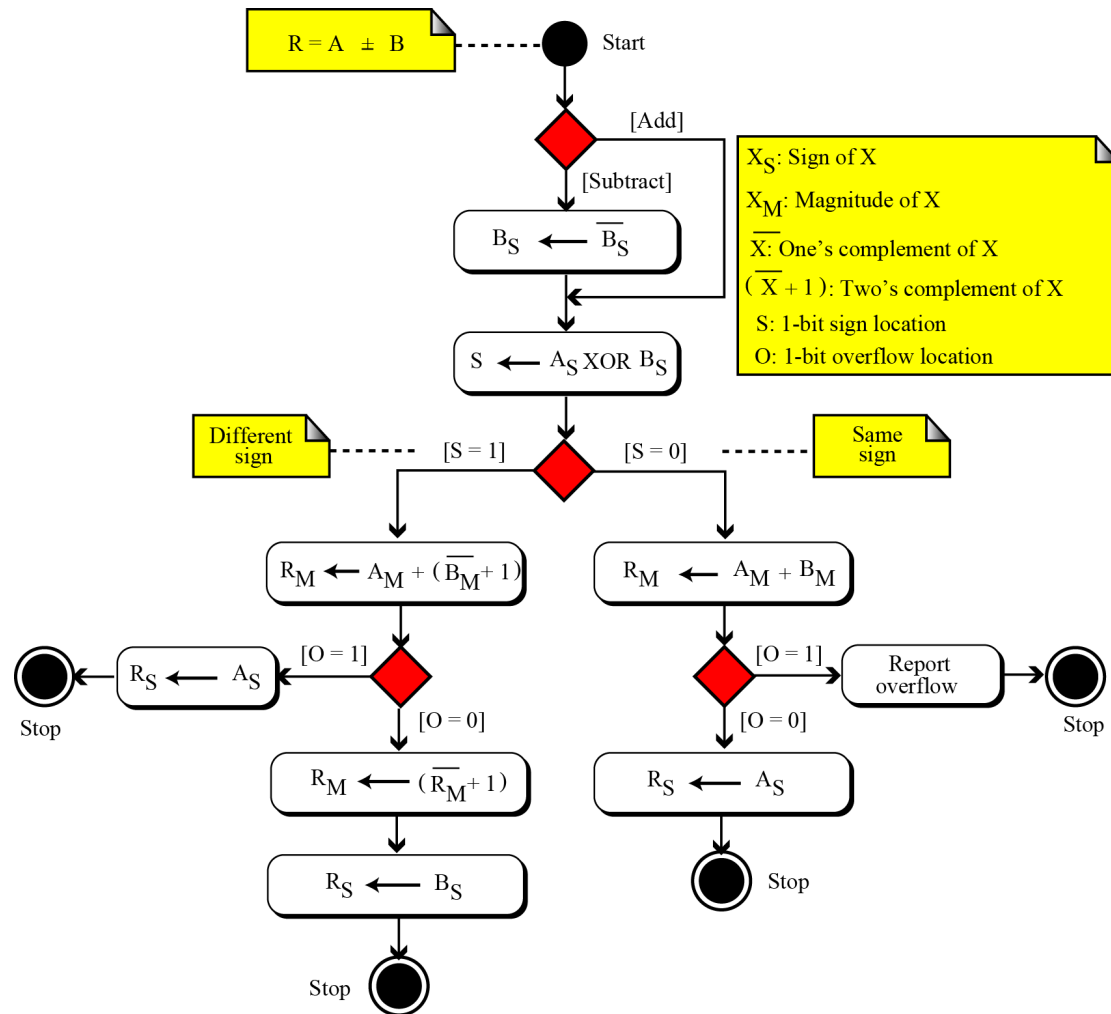 R = A ± B
Start
[Add]
[Subtract]
X_S: Sign of X
X_M: Magnitude of X
X̅: One's complement of X
(X̅ + 1): Two's complement of X
S: 1-bit sign location
O: 1-bit overflow location
B_S ← B̅_S
S ← A_S XOR B_S
Different
sign
[S = 1]
[S = 0]
Same
sign
R_M ← A_M + (B̅_M + 1)
R_M ← A_M + B_M
[O = 1]
R_S ← A_S
Stop
[O = 1]
Report
overflow
Stop
[O = 0]
[O = 0]
R_M ← (R̅_M + 1)
R_S ← A_S
R_S ← B_S
Stop
Stop